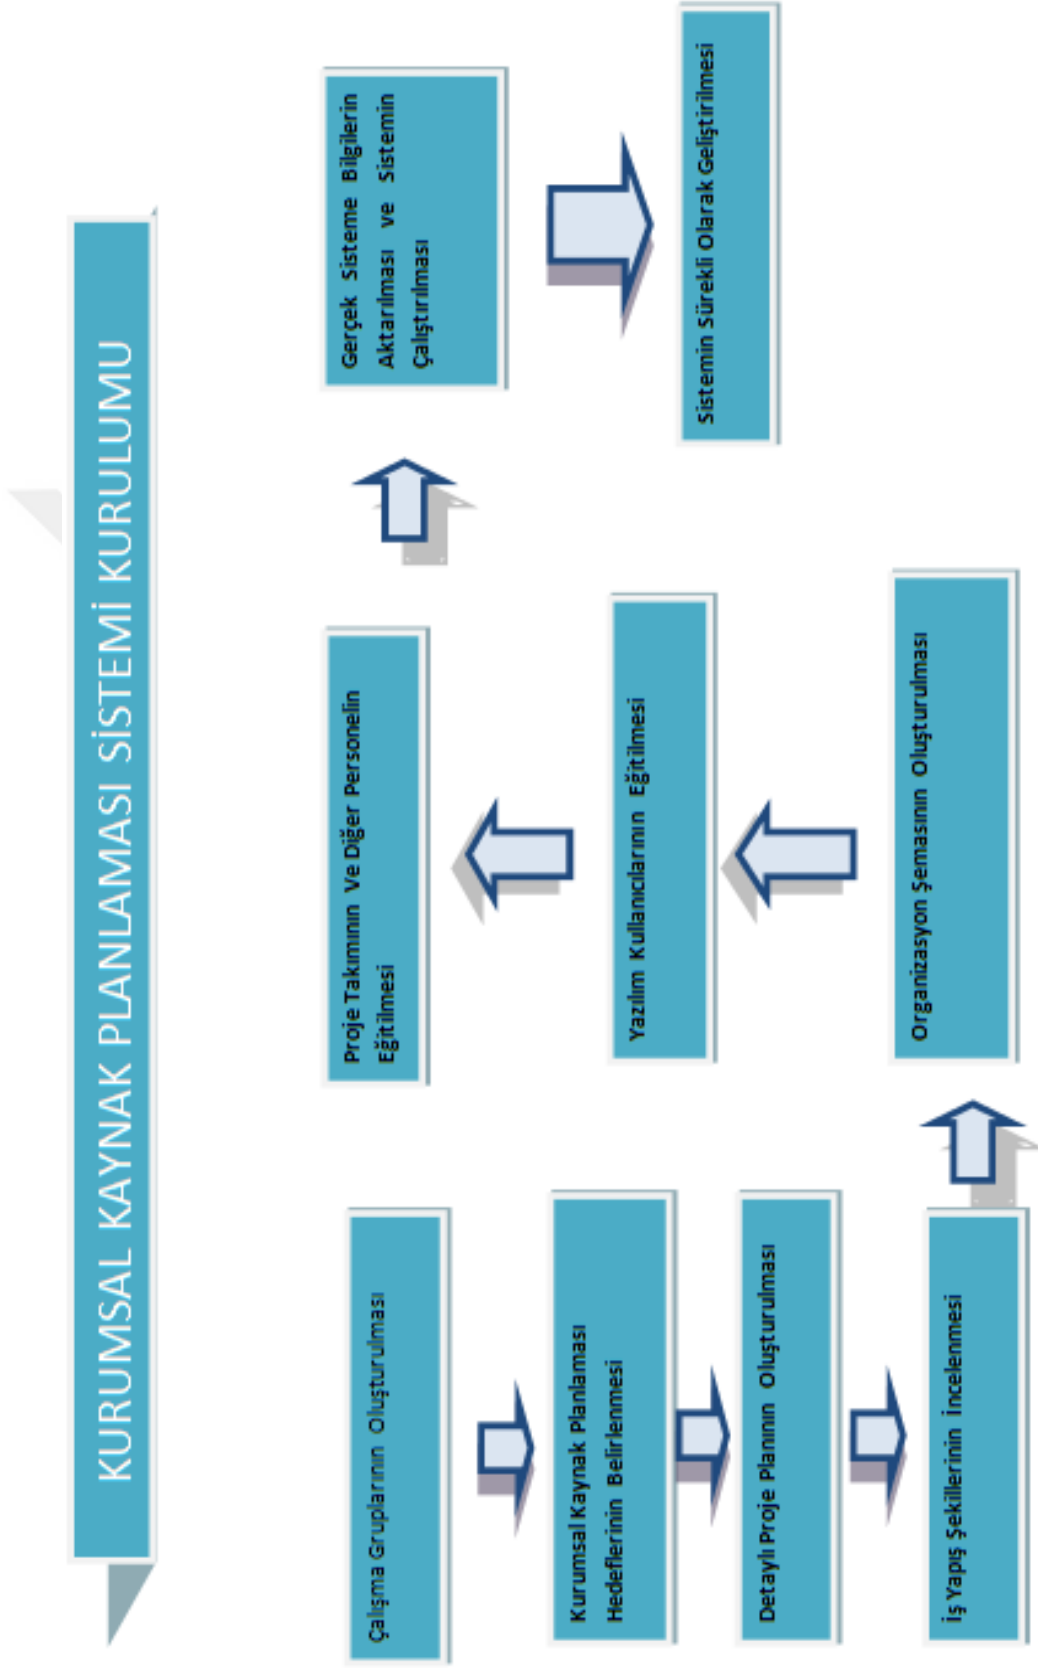 KURUMSAL KAYNAK PLANLAMASI SİSTEMİ KURULUMU
Çalışma Gruplarının Oluşturulması
Kurumsal Kaynak Planlaması
Hedeflerinin Belirlenmesi
Detaylı Proje Planının Oluşturulması
İş Yapış Şekillerinin İncelenmesi
Organizasyon Şemasının Oluşturulması
Yazılım Kullanıcılarının Eğitilmesi
Proje Takımının Ve Diğer Personelin
Eğitilmesi
Gerçek Sisteme Bilgilerin
Aktarılması ve Sistemin
Çalıştırılması
Sistemin Sürekli Olarak Geliştirilmesi